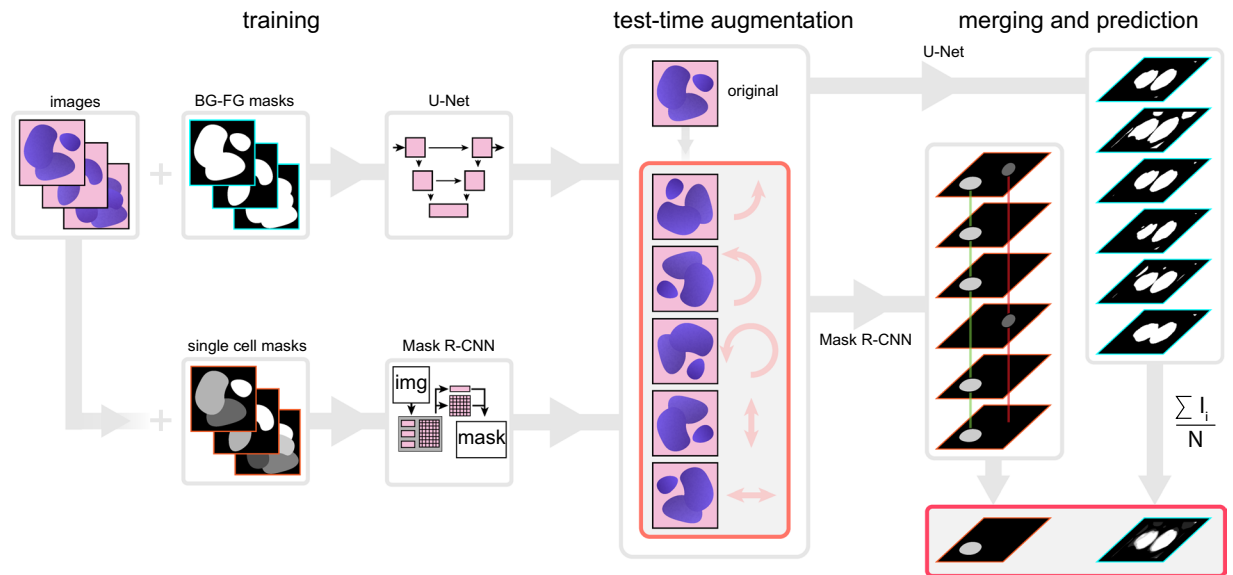 training
test-time augmentation
merging and prediction
images
BG-FG masks
U-Net
original
U-Net
+
single cell masks
Mask R-CNN
Mask R-CNN
+
img
mask
∑ I_i
N